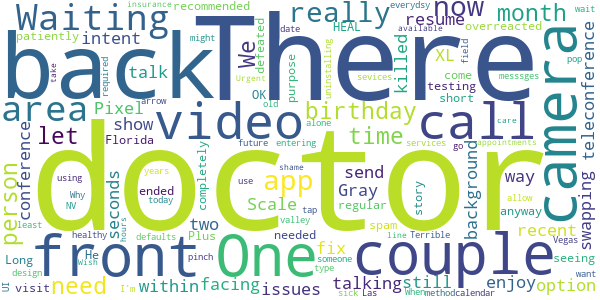 insurance recommended really now month
Waiting There
back patiently intent HEAL We defeated might resume overreacted
date available Urgent required take
everydsy wait pop
talk OK purpose old killed XL come testing short messsges field
camera teleconference swapping
area Pixel video birthday call
let show arrow Florida time
doctor
person conference using Why NV seconds years ended today hours
completely alone future entering services shame
app send Gray way
Scale use tap story regular background anyway recent
uninstalling sevices care go appointments
least He two Plus needed valley spam line Terrible
front One couple
need fix someone type Vegas allow seeing
healthy defaults pinch
Long Wish within facing issues talking still enjoy option
design UI visit I'm sick Las When methodcalendar want